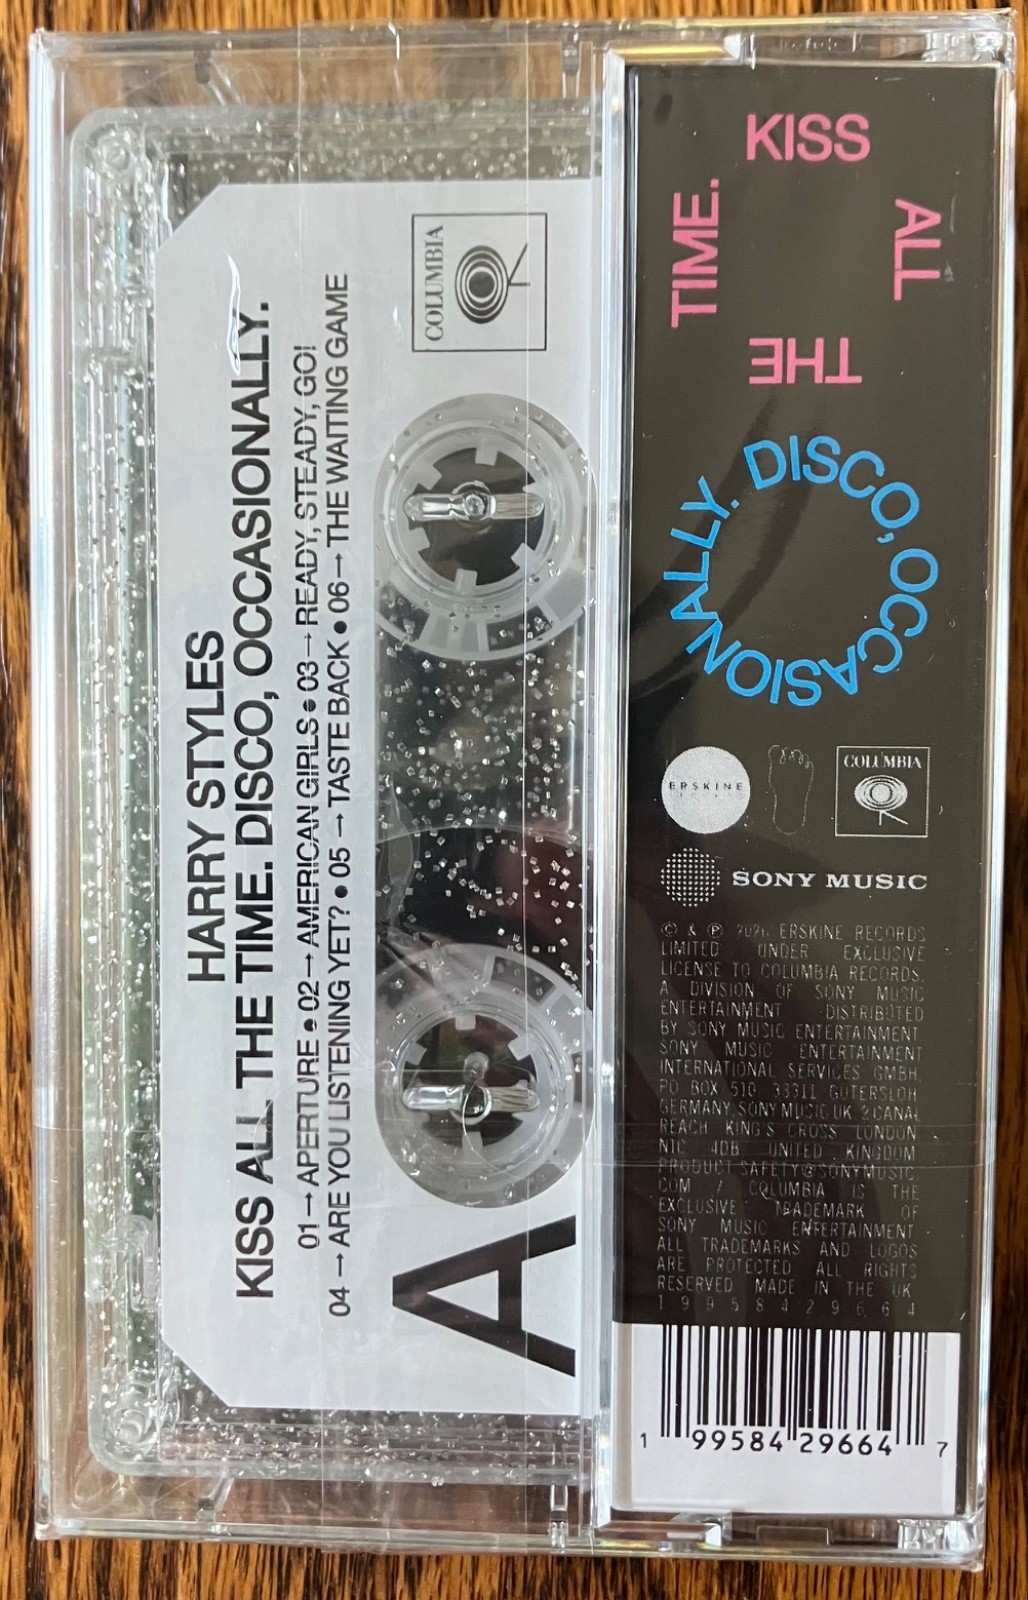 COLUMBIA
HARRY STYLES
KISS ALL THE TIME. DISCO, OCCASIONALLY.
01→APERTURE • 02→AMERICAN GIRLS • 03→READY, STEADY, GO!
04→ARE YOU LISTENING YET? • 05→TASTE BACK • 06→THE WAITING GAME
A
KISS
ALL
THE
TIME.
DISCO, OCCASIONALLY.
ERSKINE
COLUMBIA
SONY MUSIC
© & ℗ 2026 ERSKINE RECORDS
LIMITED UNDER EXCLUSIVE
LICENSE TO COLUMBIA RECORDS,
A DIVISION OF SONY MUSIC
ENTERTAINMENT DISTRIBUTED
BY SONY MUSIC ENTERTAINMENT.
SONY MUSIC ENTERTAINMENT
INTERNATIONAL SERVICES GMBH,
PO BOX 510 33311 GUTERSLOH
GERMANY. SONY MUSIC UK 2 CANAL
REACH KING'S CROSS LONDON
N1C 4DB UNITED KINGDOM
PRODUCT.SAFETY@SONYMUSIC.
COM / COLUMBIA IS THE
EXCLUSIVE TRADEMARK OF
SONY MUSIC ENTERTAINMENT.
ALL TRADEMARKS AND LOGOS
ARE PROTECTED ALL RIGHTS
RESERVED MADE IN THE UK
19958429664
1 99584 29664 7